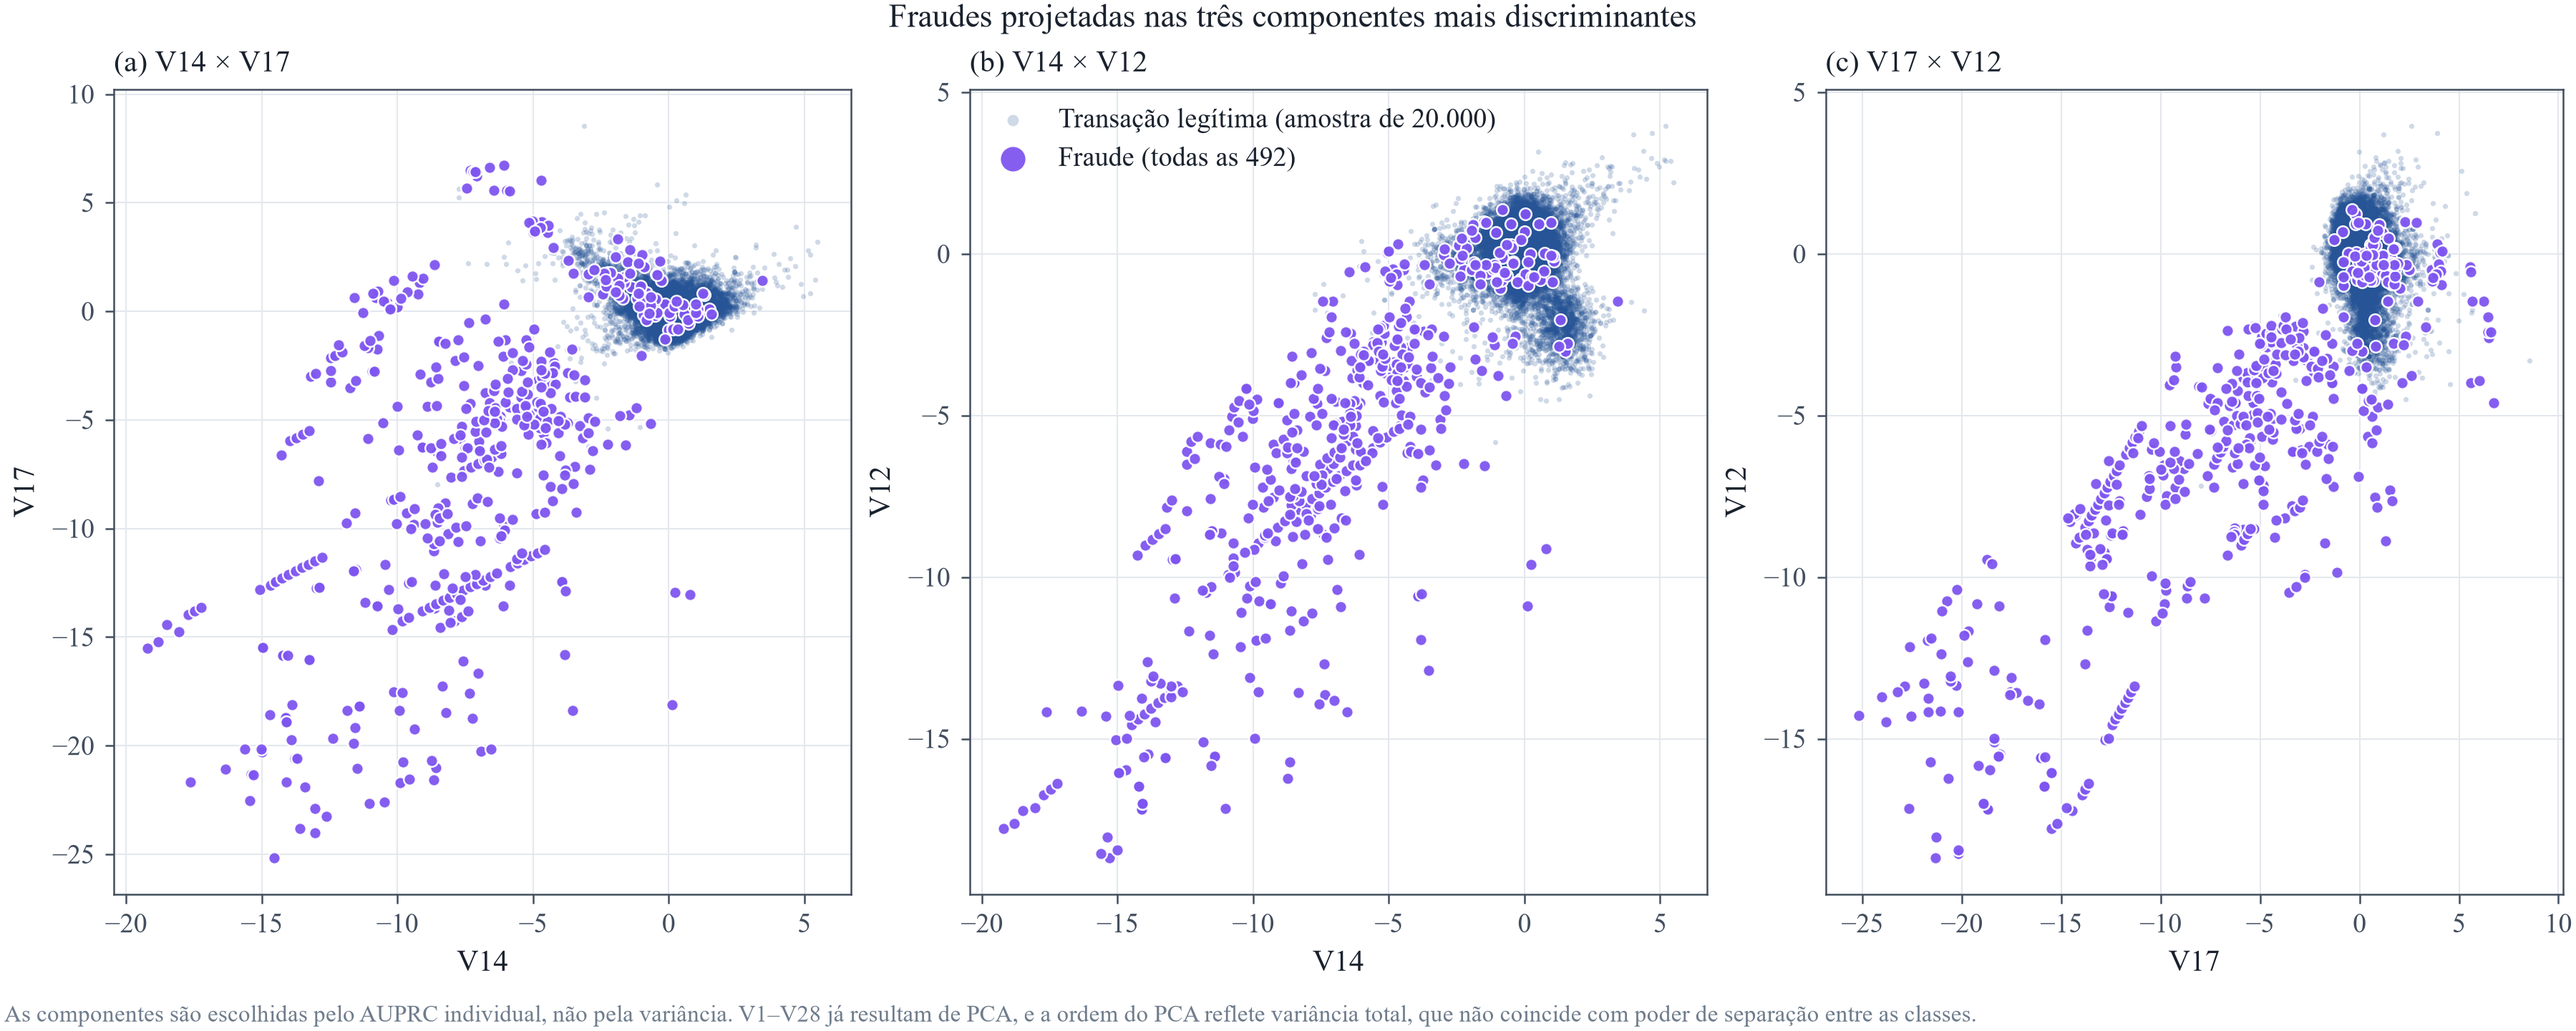 Fraudes projetadas nas três componentes mais discriminantes
(a) V14 × V17
10
5
0
−5
−10
−15
−20
−25
V17
−20 −15 −10 −5 0 5
V14
(b) V14 × V12
Transação legítima (amostra de 20.000)
Fraude (todas as 492)
5
0
−5
−10
−15
V12
−20 −15 −10 −5 0 5
V14
(c) V17 × V12
5
0
−5
−10
−15
V12
−25 −20 −15 −10 −5 0 5 10
V17
As componentes são escolhidas pelo AUPRC individual, não pela variância. V1–V28 já resultam de PCA, e a ordem do PCA reflete variância total, que não coincide com poder de separação entre as classes.